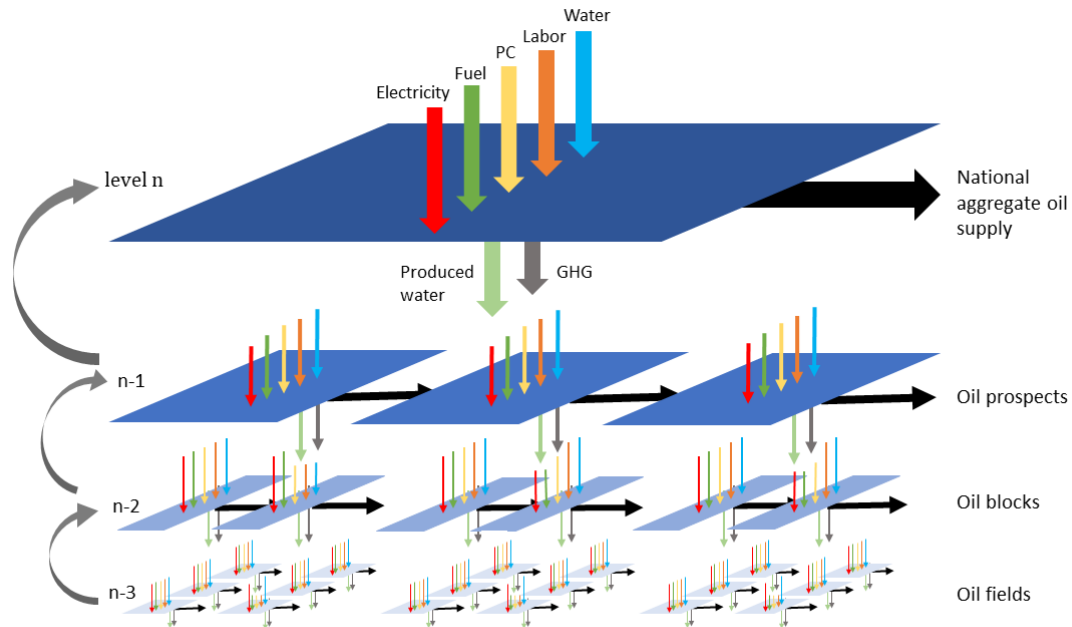 Water
Labor
PC
Fuel
Electricity
level n
National
aggregate oil
supply
Produced
water
GHG
n-1
Oil prospects
n-2
Oil blocks
n-3
Oil fields